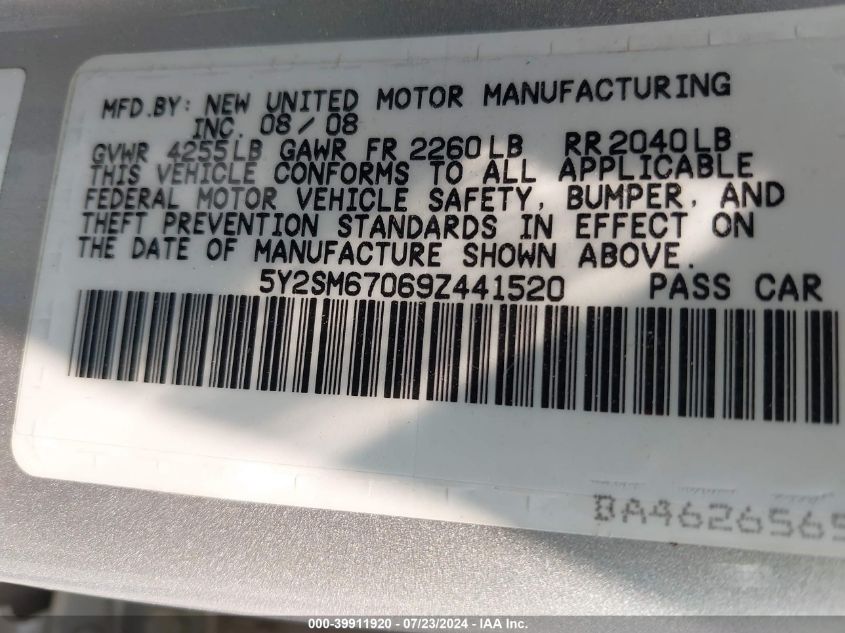 MFD.BY: NEW UNITED MOTOR MANUFACTURING
INC. 08/08
GVWR 4255LB GAWR FR 2260LB RR2040LB
THIS VEHICLE CONFORMS TO ALL APPLICABLE
FEDERAL MOTOR VEHICLE SAFETY, BUMPER, AND
THEFT PREVENTION STANDARDS IN EFFECT ON
THE DATE OF MANUFACTURE SHOWN ABOVE.
5Y2SM67069Z441520 PASS CAR
BA4626565
000-39911920 / 07/23/2024 - IAA Inc.